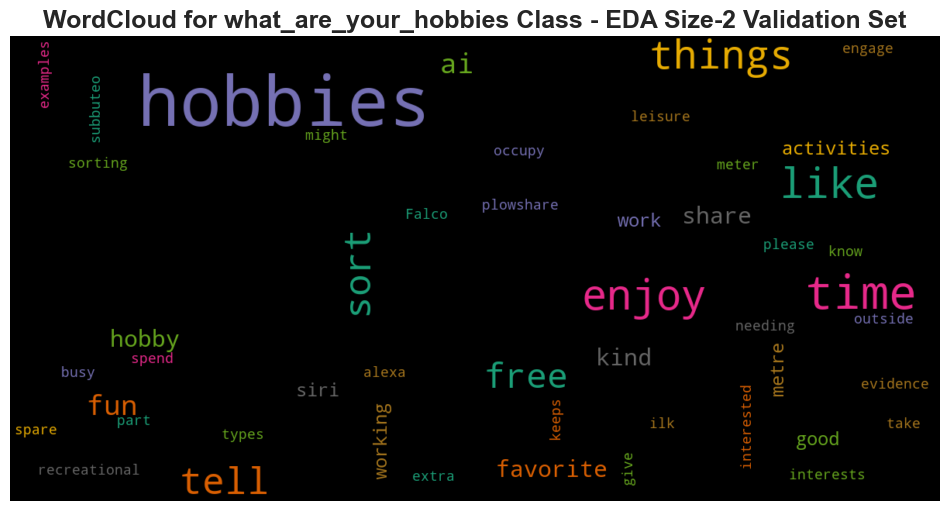 WordCloud for what_are_your_hobbies Class - EDA Size-2 Validation Set
examples
subbuteo
hobbies
ai
things
engage
might
leisure
sorting
occupy
meter
activities
like
Falco
plowshare
work
share
please
know
sort
enjoy
time
outside
needing
hobby
spend
kind
metre
busy
siri
alexa
free
evidence
fun
part
spare
types
working
keeps
ilk
interested
take
good
recreational
tell
extra
favorite
give
interests